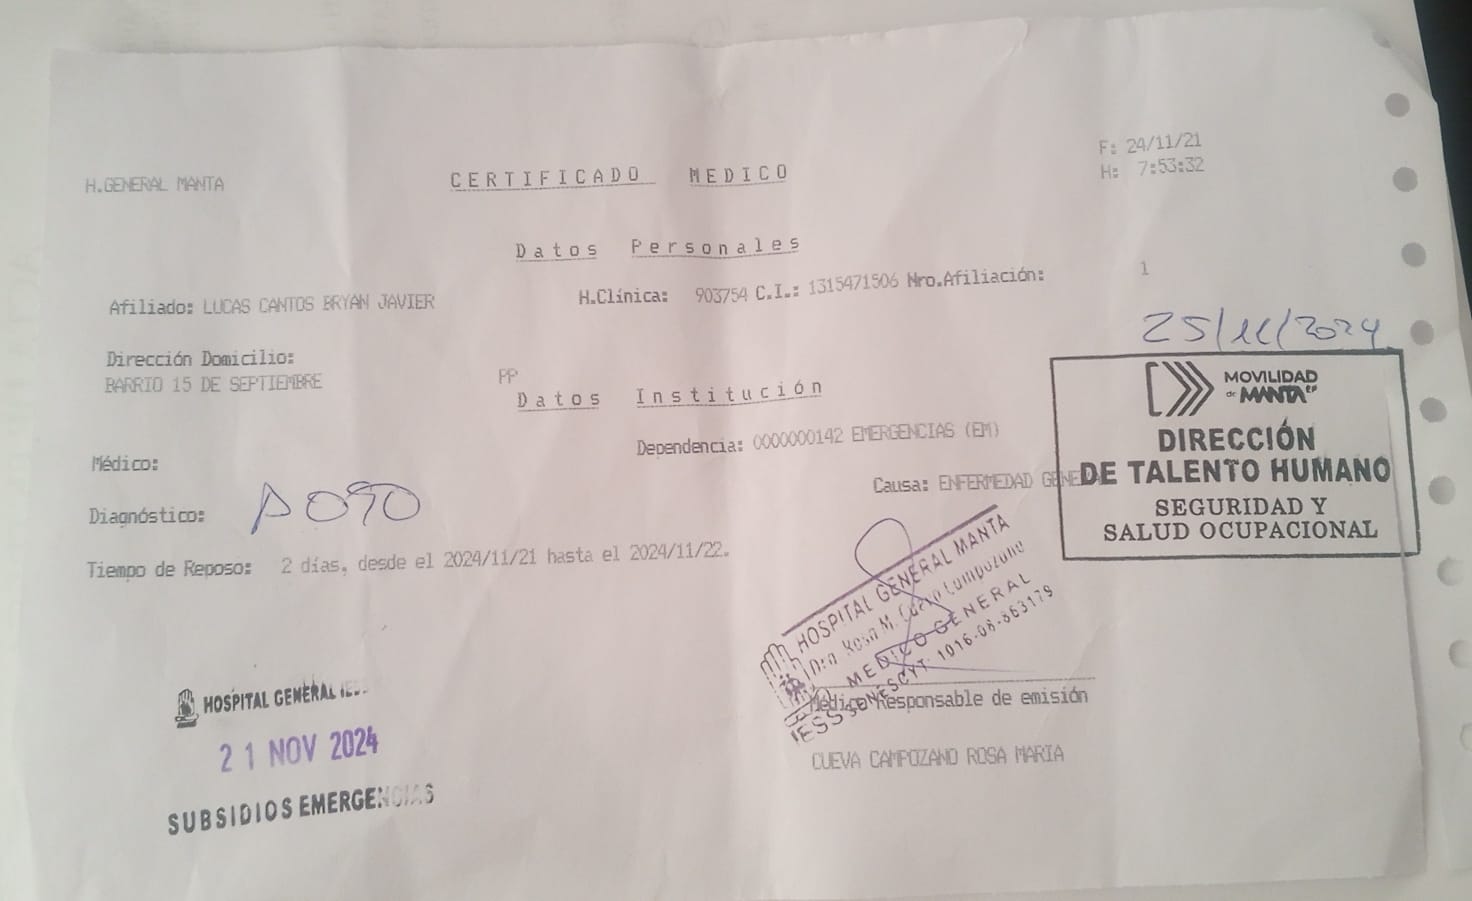 F: 24/11/21
H: 7:53:32
H.GENERAL MANTA
CERTIFICADO MEDICO
Datos Personales
Afiliado: LUCAS CANTOS BRYAN JAVIER
H.Clínica: 903754 C.I.: 1315471506 Nro.Afiliación: 1
25/11/2024
Dirección Domicilio:
BARRIO 15 DE SEPTIEMBRE
PP
Datos Institución
MOVILIDAD
de MANTA EP
DIRECCIÓN
DE TALENTO HUMANO
SEGURIDAD Y
SALUD OCUPACIONAL
Dependencia: 0000000142 EMERGENCIAS (EM)
Médico:
Causa: ENFERMEDAD GENE
Diagnóstico: A090
Tiempo de Reposo: 2 días, desde el 2024/11/21 hasta el 2024/11/22.
HOSPITAL GENERAL MANTA
Dra. Rosa M. Cueva Campozano
MEDICO GENERAL
SENESCYT. 1016-08-863179
IESS
Médico Responsable de emisión
CUEVA CAMPOZANO ROSA MARIA
HOSPITAL GENERAL IESS
21 NOV 2024
SUBSIDIOS EMERGENCIAS